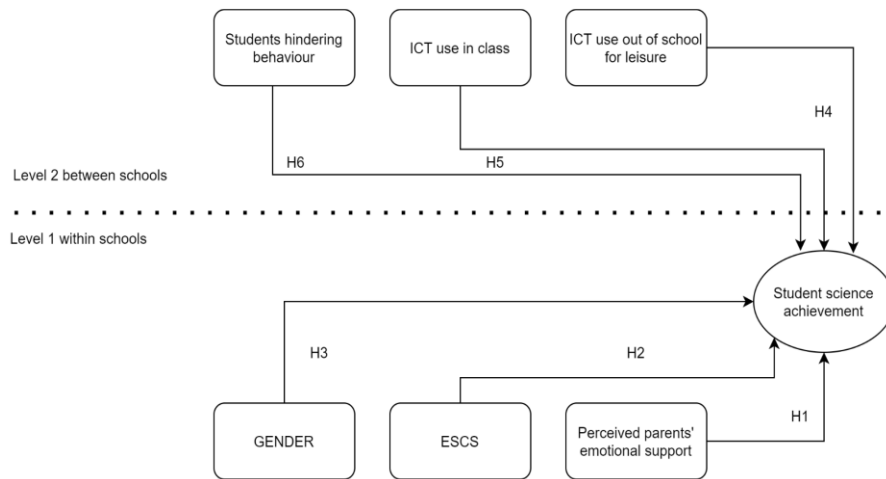 Students hindering
behaviour
ICT use in class
ICT use out of school
for leisure
H4
H6
H5
Level 2 between schools
Level 1 within schools
Student science
achievement
H3
H2
H1
GENDER
ESCS
Perceived parents'
emotional support